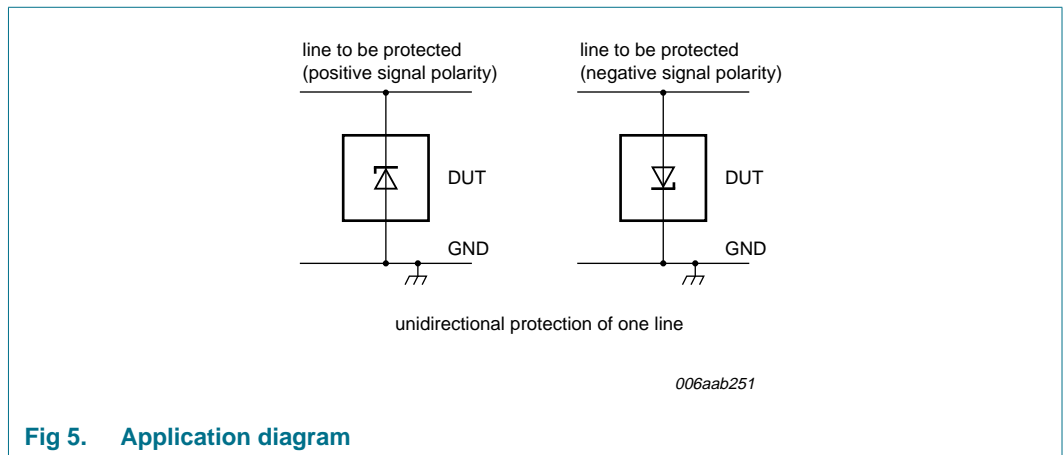 line to be protected
(positive signal polarity)
line to be protected
(negative signal polarity)
DUT
DUT
GND
GND
unidirectional protection of one line
006aab251
Fig 5. Application diagram